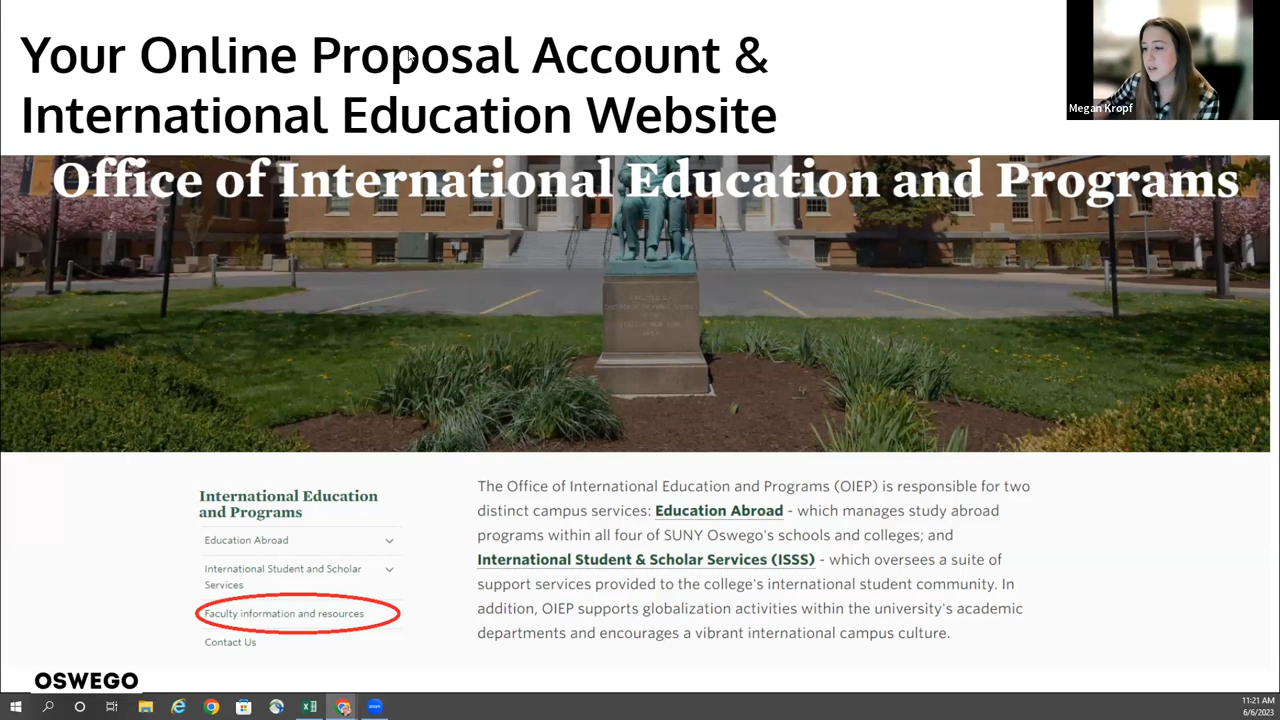 Your Online Proposal Account &
International Education Website
Megan Kropf
Office of International Education and Programs
International Education
and Programs
Education Abroad
International Student and Scholar
Services
Faculty information and resources
Contact Us
The Office of International Education and Programs (OIEP) is responsible for two
distinct campus services: Education Abroad - which manages study abroad
programs within all four of SUNY Oswego's schools and colleges; and
International Student & Scholar Services (ISSS) - which oversees a suite of
support services provided to the college's international student community. In
addition, OIEP supports globalization activities within the university's academic
departments and encourages a vibrant international campus culture.
OSWEGO
11:21 AM
6/6/2023